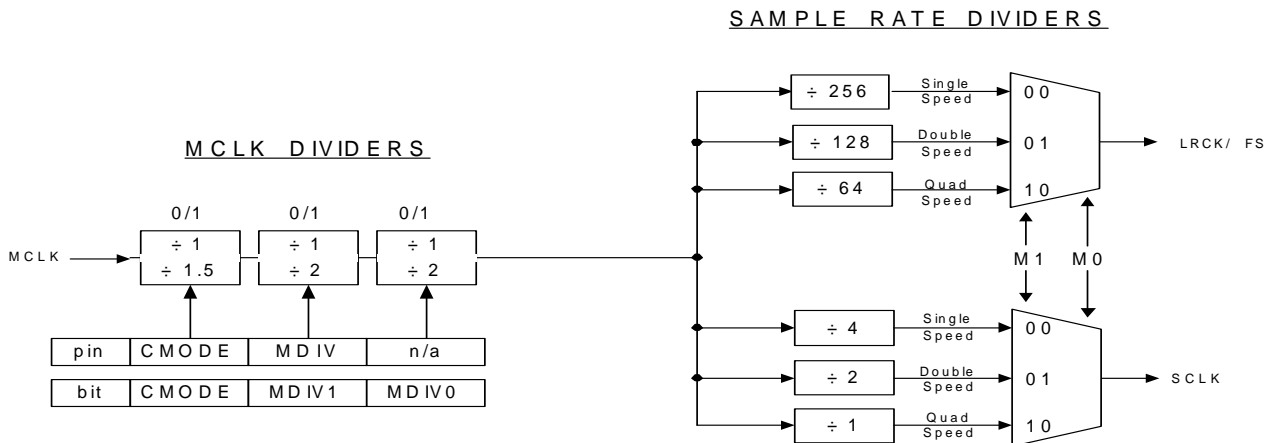 SAMPLE RATE DIVIDERS
÷ 256
Single Speed
00
÷ 128
Double Speed
01
LRCK/ FS
÷ 64
Quad Speed
10
MCLK DIVIDERS
0/1 0/1 0/1
MCLK
÷ 1
÷ 1.5
÷ 1
÷ 2
÷ 1
÷ 2
M1 M0
pin CMODE MDIV n/a
bit CMODE MDIV1 MDIV0
÷ 4
Single Speed
00
÷ 2
Double Speed
01
SCLK
÷ 1
Quad Speed
10